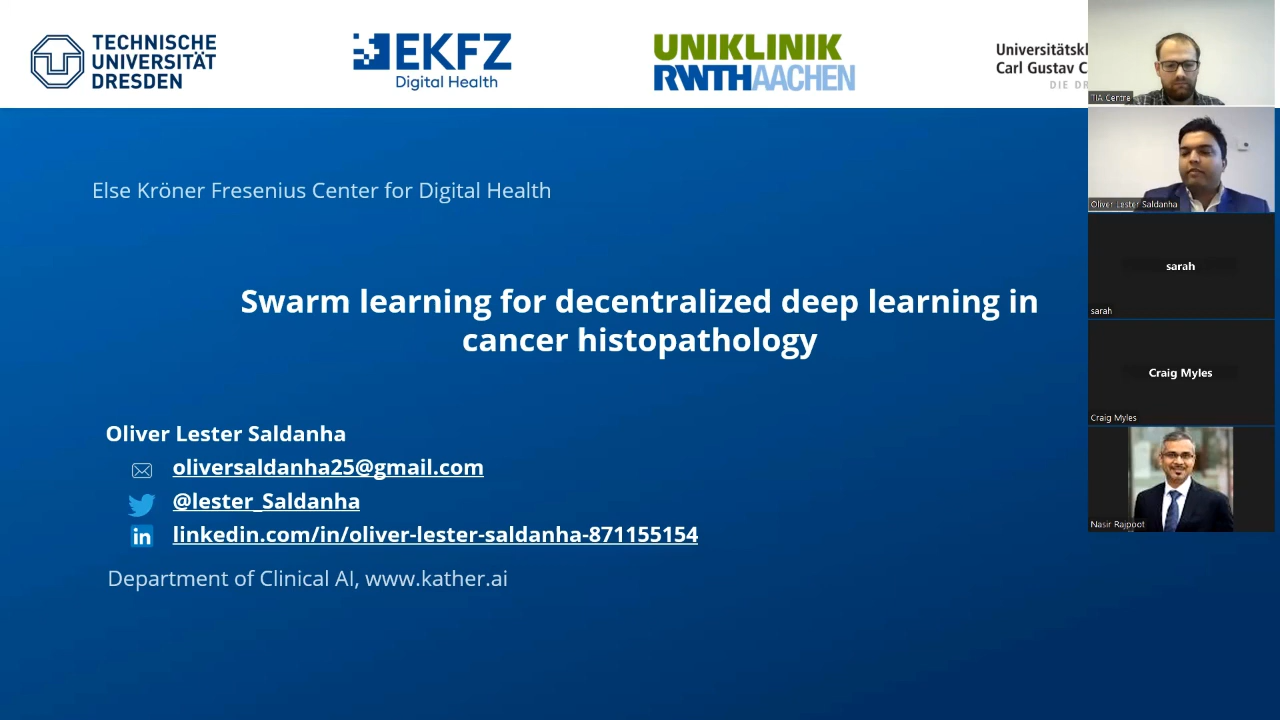 TECHNISCHE
UNIVERSITÄT
DRESDEN
EKFZ
Digital Health
UNIKLINIK
RWTHAACHEN
Universitätskl
Carl Gustav C
DIE DR
Else Kröner Fresenius Center for Digital Health
Swarm learning for decentralized deep learning in
cancer histopathology
Oliver Lester Saldanha
oliversaldanha25@gmail.com
@lester_Saldanha
in linkedin.com/in/oliver-lester-saldanha-871155154
Department of Clinical AI, www.kather.ai
TIA Centre
Oliver Lester Saldanha
sarah
sarah
Craig Myles
Craig Myles
Nasir Rajpoot